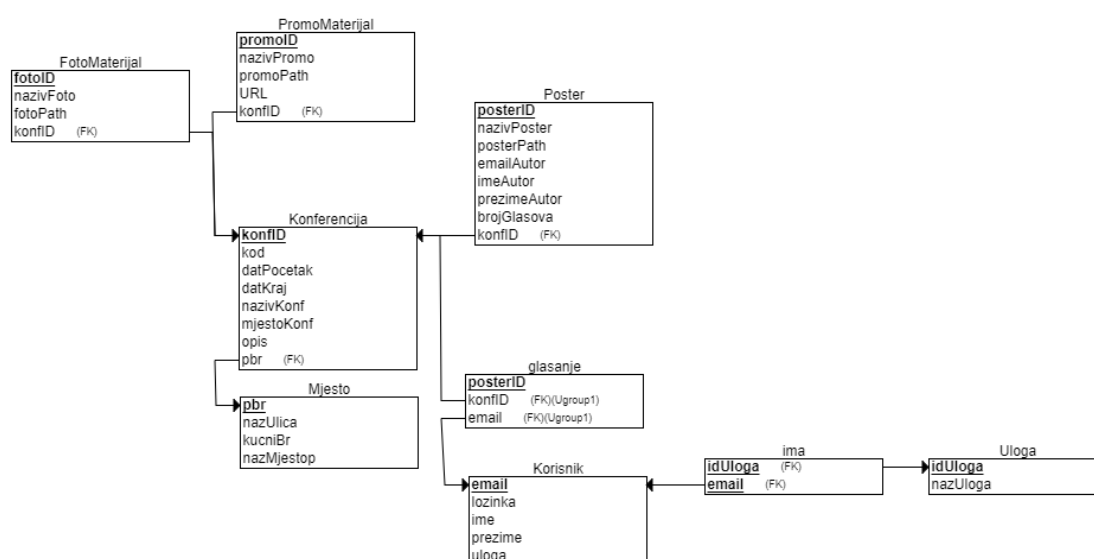 PromoMaterijal
promoID
nazivPromo
promoPath
URL
konfID (FK)
FotoMaterijal
fotoID
nazivFoto
fotoPath
konfID (FK)
Poster
posterID
nazivPoster
posterPath
emailAutor
imeAutor
prezimeAutor
brojGlasova
konfID (FK)
Konferencija
konfID
kod
datPocetak
datKraj
nazivKonf
mjestoKonf
opis
pbr (FK)
Mjesto
pbr
nazUlica
kucniBr
nazMjestop
glasanje
posterID
konfID (FK)(Ugroup1)
email (FK)(Ugroup1)
Korisnik
email
lozinka
ime
prezime
uloga
ima
idUloga (FK)
email (FK)
Uloga
idUloga
nazUloga